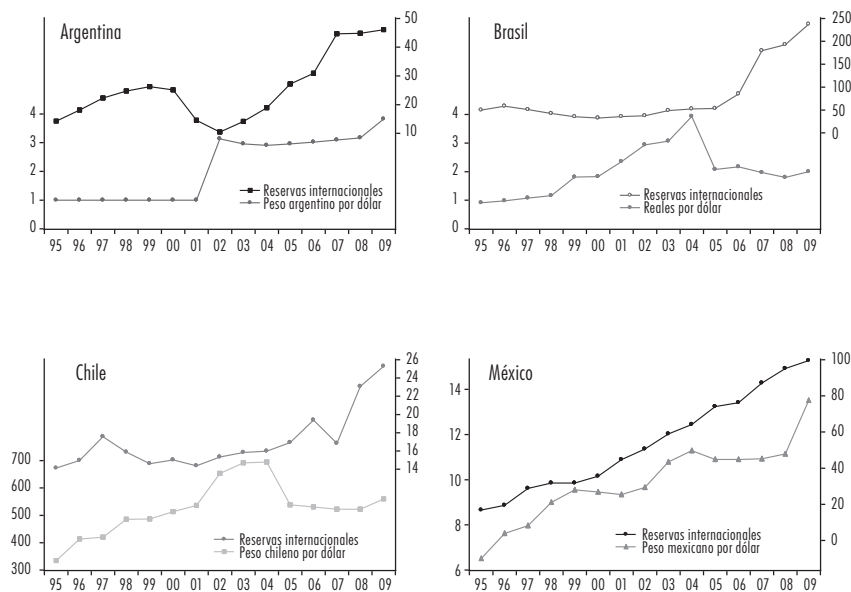 Argentina
50
40
30
20
10
4
3
2
1
0
Reservas internacionales
Peso argentino por dólar
95 96 97 98 99 00 01 02 03 04 05 06 07 08 09
Brasil
250
200
150
100
50
0
4
3
2
1
0
Reservas internacionales
Reales por dólar
95 96 97 98 99 00 01 02 03 04 05 06 07 08 09
Chile
26
24
22
20
18
16
14
700
600
500
400
300
Reservas internacionales
Peso chileno por dólar
95 96 97 98 99 00 01 02 03 04 05 06 07 08 09
México
100
80
60
40
20
0
14
12
10
8
6
Reservas internacionales
Peso mexicano por dólar
95 96 97 98 99 00 01 02 03 04 05 06 07 08 09